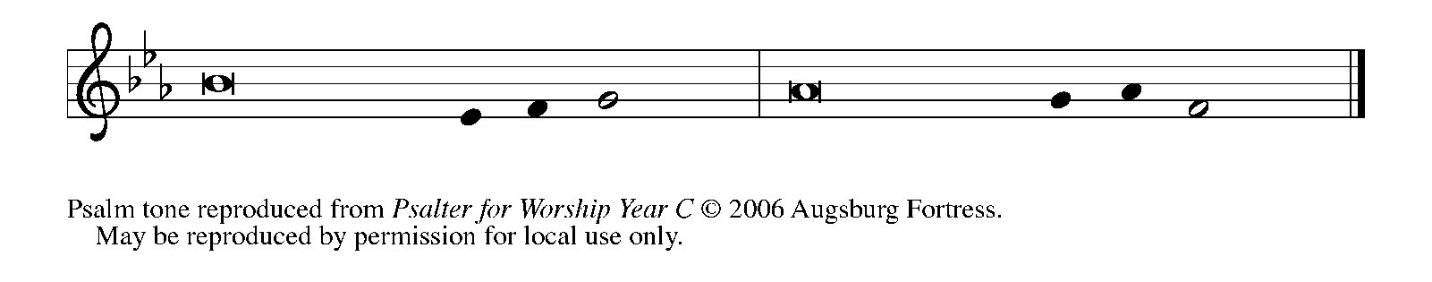 Psalm tone reproduced from Psalter for Worship Year C © 2006 Augsburg Fortress.
May be reproduced by permission for local use only.